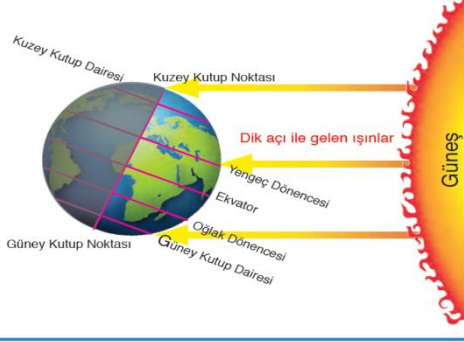 Kuzey Kutup Dairesi
Kuzey Kutup Noktası
Dik açı ile gelen ışınlar
Güneş
Yengeç Dönencesi
Ekvator
Oğlak Dönencesi
Güney Kutup Noktası
Güney Kutup Dairesi